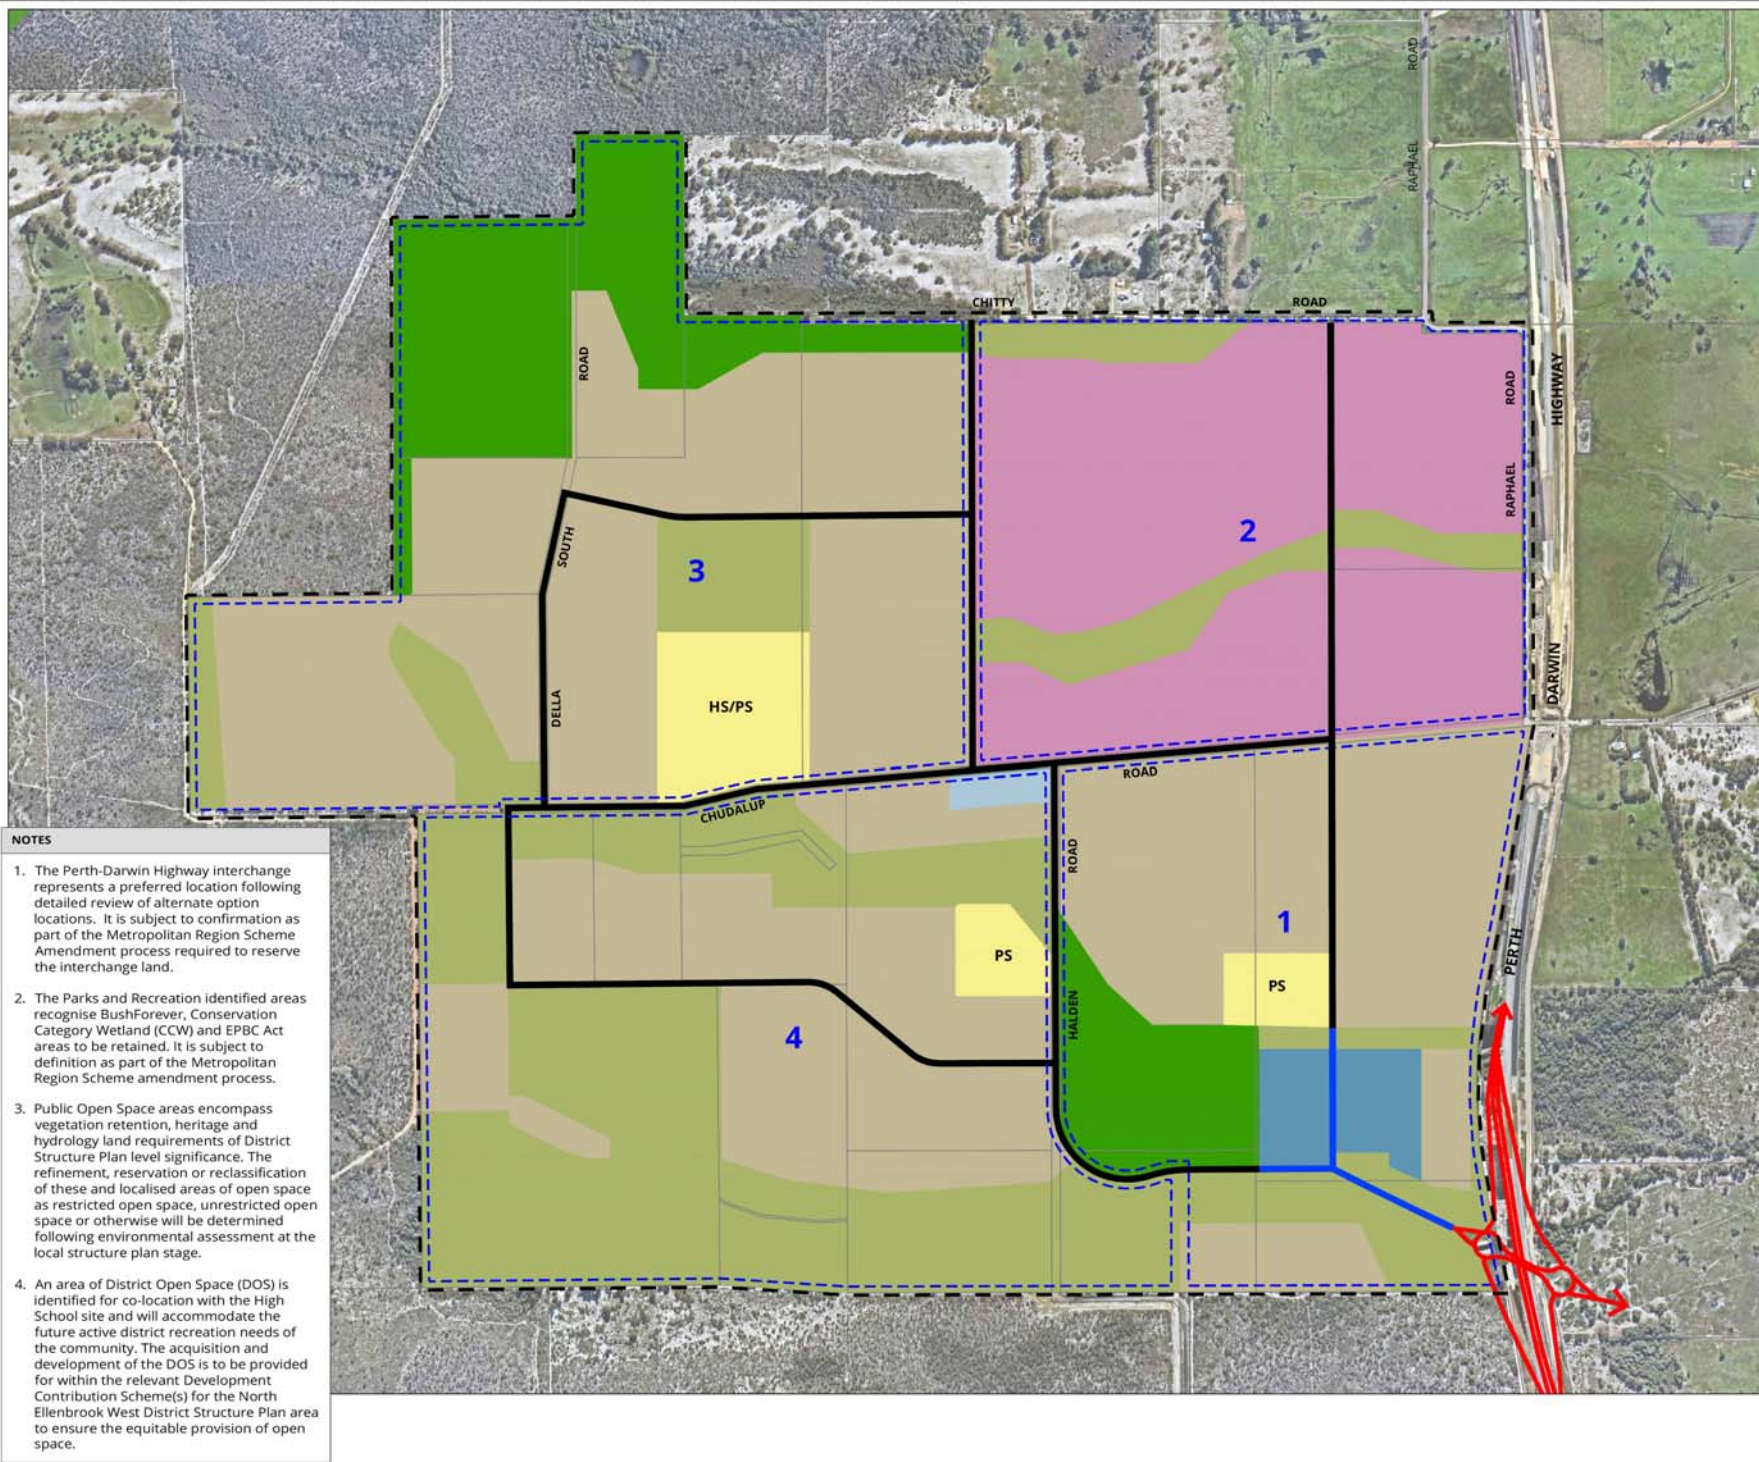 ROAD
RAPHAEL
CHITTY
ROAD
ROAD
ROAD
HIGHWAY
RAPHAEL
2
SOUTH
3
DARWIN
DELLA
HS/PS
ROAD
CHUDALUP
ROAD
1
PERTH
PS
PS
HALDEN
4
NOTES
1. The Perth-Darwin Highway interchange
represents a preferred location following
detailed review of alternate option
locations. It is subject to confirmation as
part of the Metropolitan Region Scheme
Amendment process required to reserve
the interchange land.
2. The Parks and Recreation identified areas
recognise BushForever, Conservation
Category Wetland (CCW) and EPBC Act
areas to be retained. It is subject to
definition as part of the Metropolitan
Region Scheme amendment process.
3. Public Open Space areas encompass
vegetation retention, heritage and
hydrology land requirements of District
Structure Plan level significance. The
refinement, reservation or reclassification
of these and localised areas of open space
as restricted open space, unrestricted open
space or otherwise will be determined
following environmental assessment at the
local structure plan stage.
4. An area of District Open Space (DOS) is
identified for co-location with the High
School site and will accommodate the
future active district recreation needs of
the community. The acquisition and
development of the DOS is to be provided
for within the relevant Development
Contribution Scheme(s) for the North
Ellenbrook West District Structure Plan area
to ensure the equitable provision of open
space.